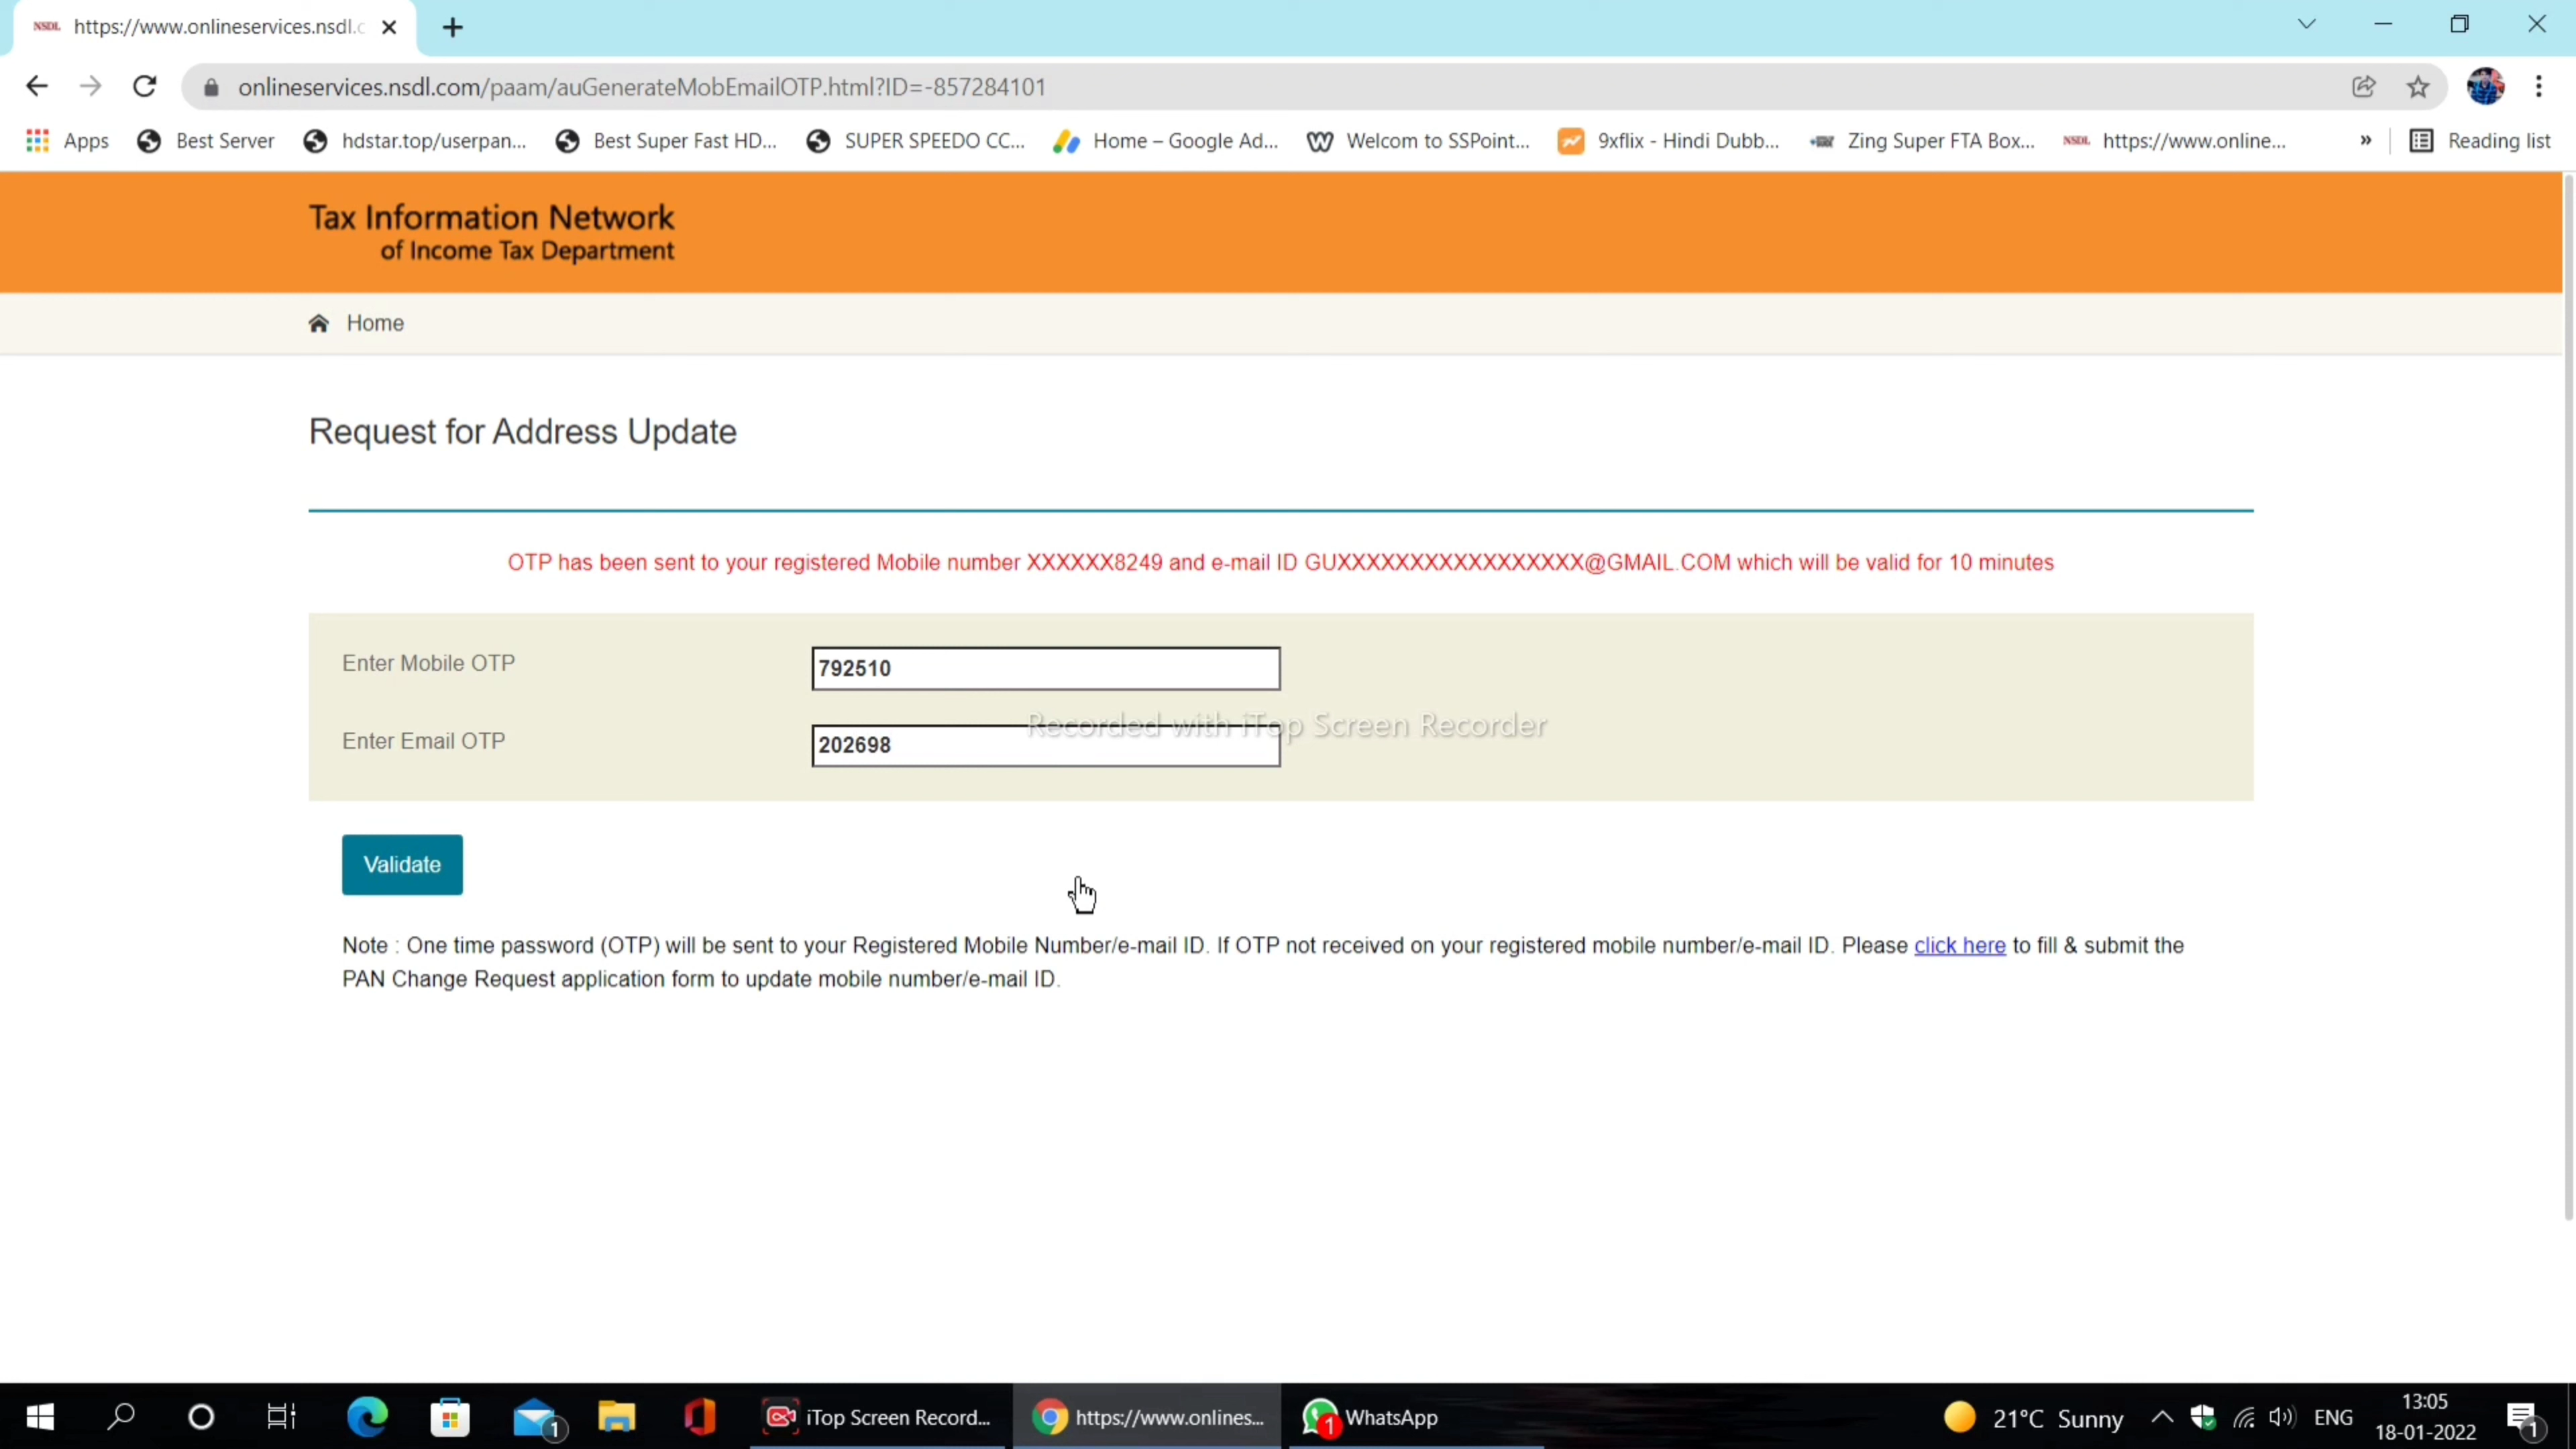 NSDL https://www.onlineservices.nsdl.c
onlineservices.nsdl.com/paam/auGenerateMobEmailOTP.html?ID=-857284101
Apps Best Server hdstar.top/userpan... Best Super Fast HD... SUPER SPEEDO CC... Home – Google Ad... Welcom to SSPoint... 9xflix - Hindi Dubb... Zing Super FTA Box... NSDL https://www.online... » Reading list
Tax Information Network
of Income Tax Department
Home
Request for Address Update
OTP has been sent to your registered Mobile number XXXXXX8249 and e-mail ID GUXXXXXXXXXXXXXXXXX@GMAIL.COM which will be valid for 10 minutes
Enter Mobile OTP 792510
Recorded with iTop Screen Recorder
Enter Email OTP 202698
Validate
Note : One time password (OTP) will be sent to your Registered Mobile Number/e-mail ID. If OTP not received on your registered mobile number/e-mail ID. Please click here to fill & submit the
PAN Change Request application form to update mobile number/e-mail ID.
1 iTop Screen Record... https://www.onlines... 1 WhatsApp 21°C Sunny ENG 13:05 1
18-01-2022